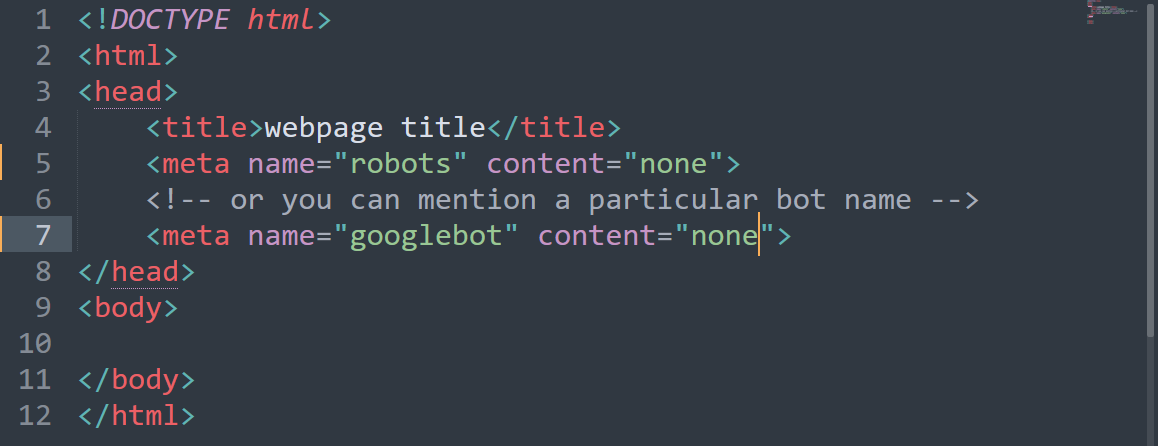 1 <!DOCTYPE html>
2 <html>
3 <head>
4     <title>webpage title</title>
5     <meta name="robots" content="none">
6     <!-- or you can mention a particular bot name -->
7     <meta name="googlebot" content="none">
8 </head>
9 <body>
10
11 </body>
12 </html>